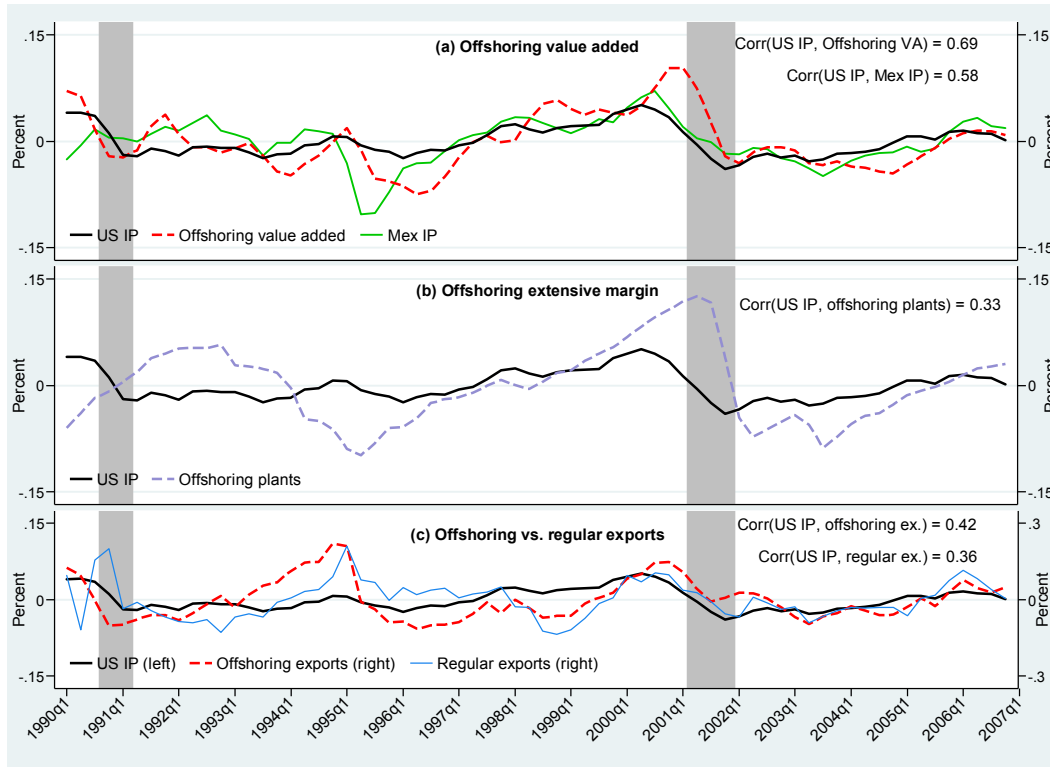 (a) Offshoring value added
Corr(US IP, Offshoring VA) = 0.69
Corr(US IP, Mex IP) = 0.58
.15
0
-.15
Percent
.15
0
-.15
Percent
US IP
Offshoring value added
Mex IP
(b) Offshoring extensive margin
Corr(US IP, offshoring plants) = 0.33
.15
0
-.15
Percent
.15
0
-.15
Percent
US IP
Offshoring plants
(c) Offshoring vs. regular exports
Corr(US IP, offshoring ex.) = 0.42
Corr(US IP, regular ex.) = 0.36
.15
0
-.15
Percent
.3
0
-.3
Percent
US IP (left)
Offshoring exports (right)
Regular exports (right)
1990q1
1991q1
1992q1
1993q1
1994q1
1995q1
1996q1
1997q1
1998q1
1999q1
2000q1
2001q1
2002q1
2003q1
2004q1
2005q1
2006q1
2007q1